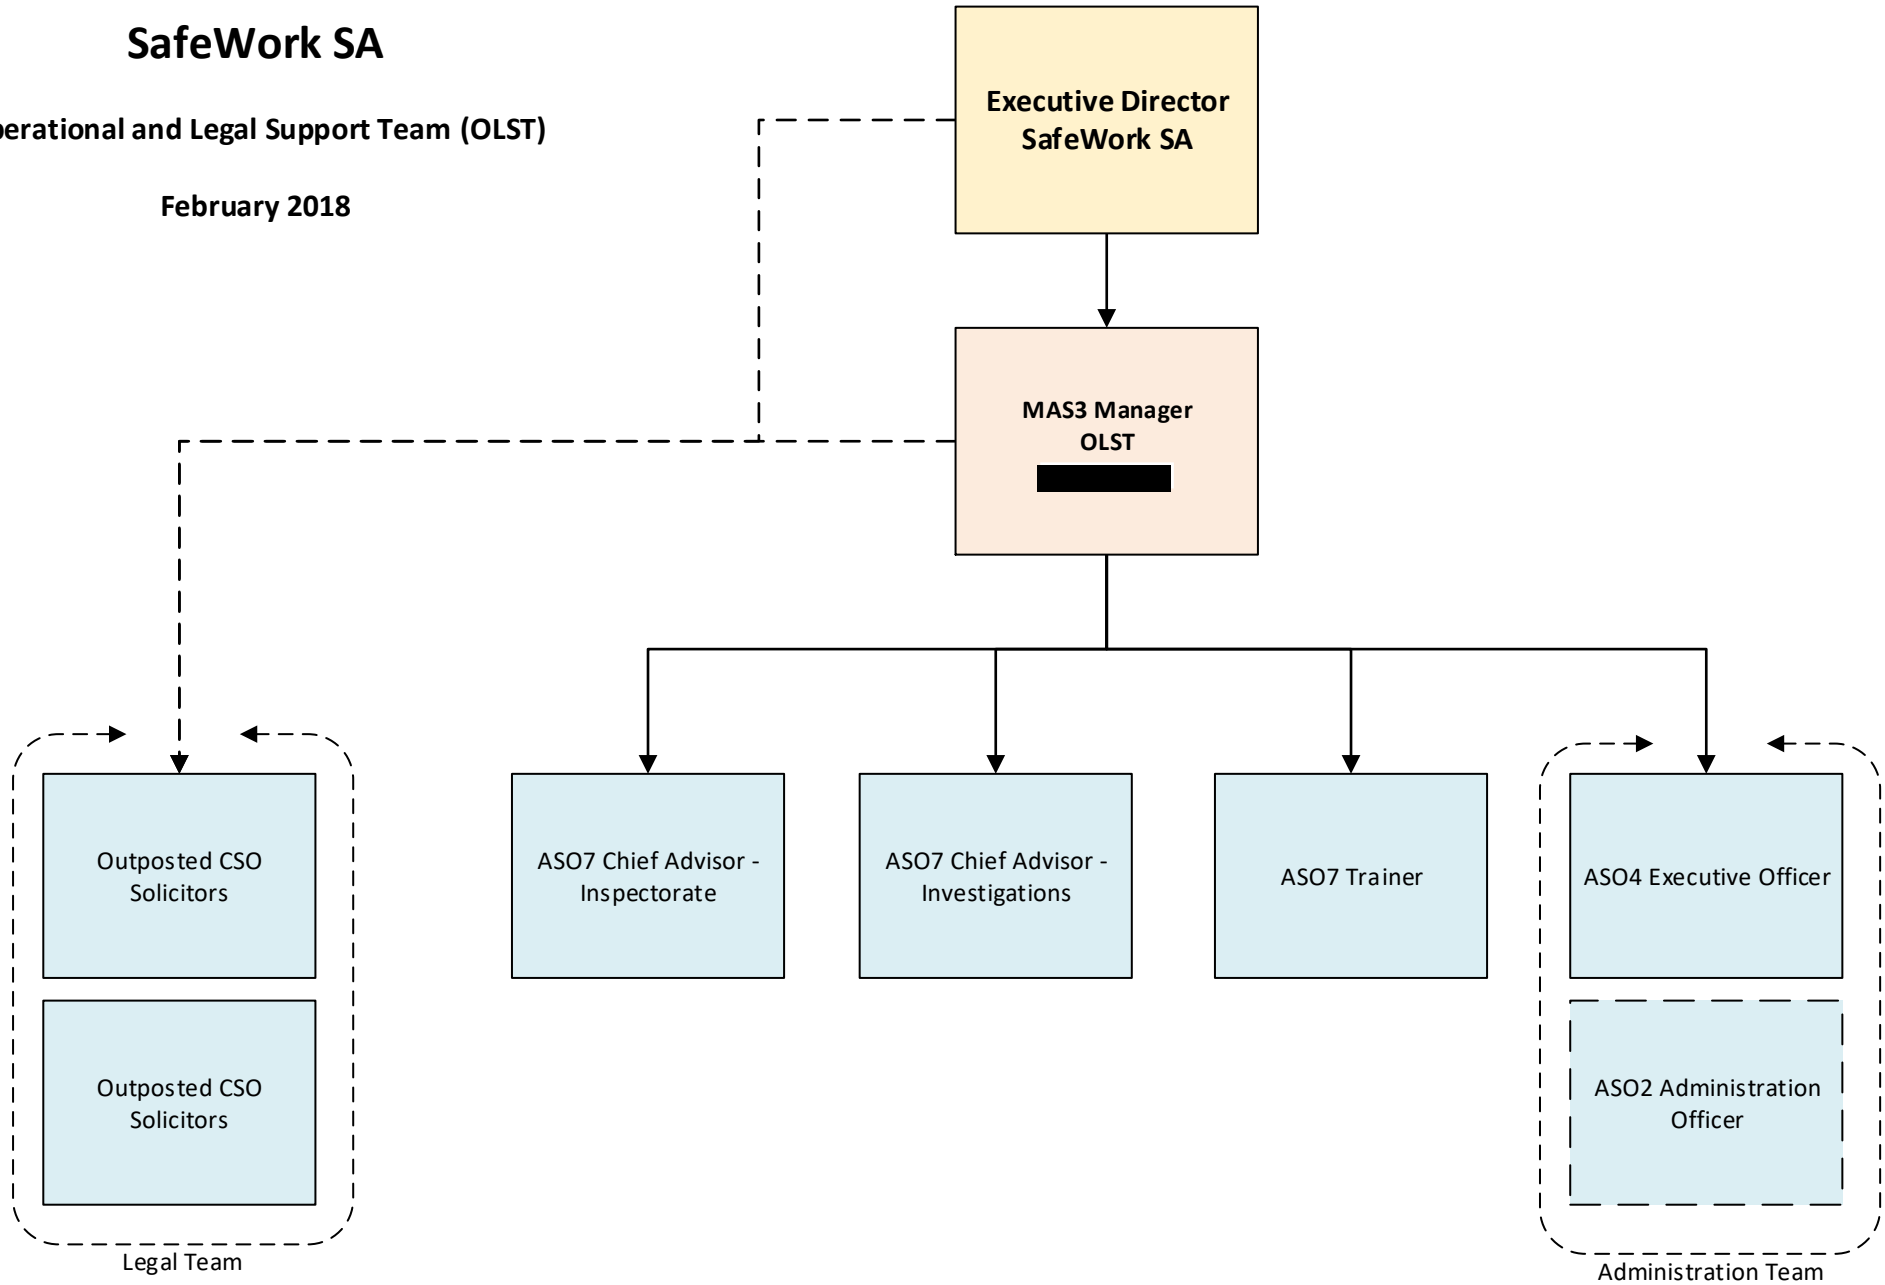 SafeWork SA
perational and Legal Support Team (OLST)
February 2018
Executive Director
SafeWork SA
MAS3 Manager
OLST
Outposted CSO
Solicitors
ASO7 Chief Advisor -
Inspectorate
ASO7 Chief Advisor -
Investigations
ASO7 Trainer
ASO4 Executive Officer
Outposted CSO
Solicitors
ASO2 Administration
Officer
Legal Team
Administration Team